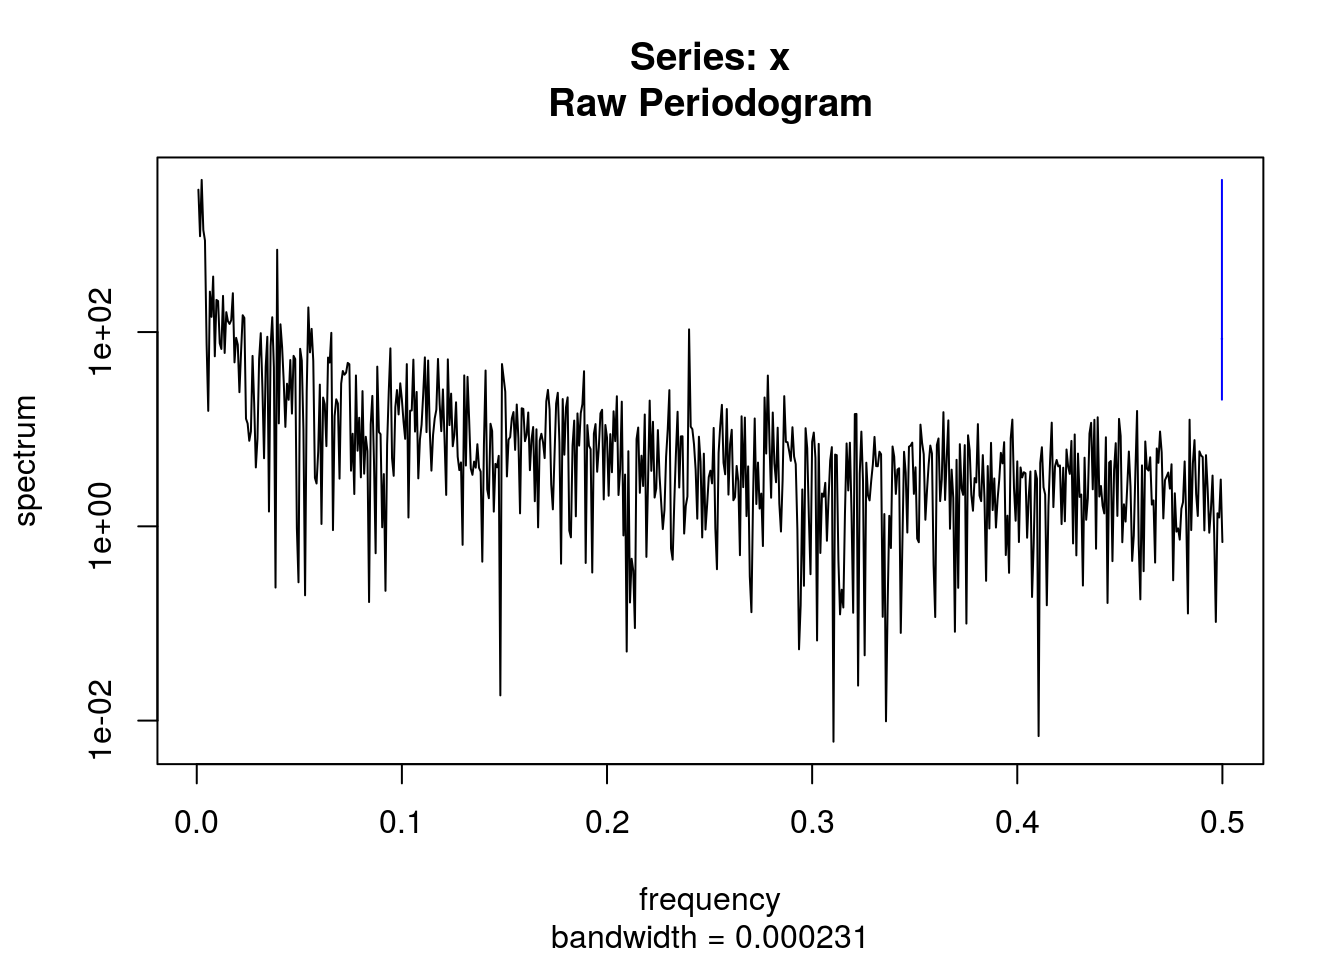 Series: x
Raw Periodogram
spectrum
1e+02
1e+00
1e-02
0.0 0.1 0.2 0.3 0.4 0.5
frequency
bandwidth = 0.000231